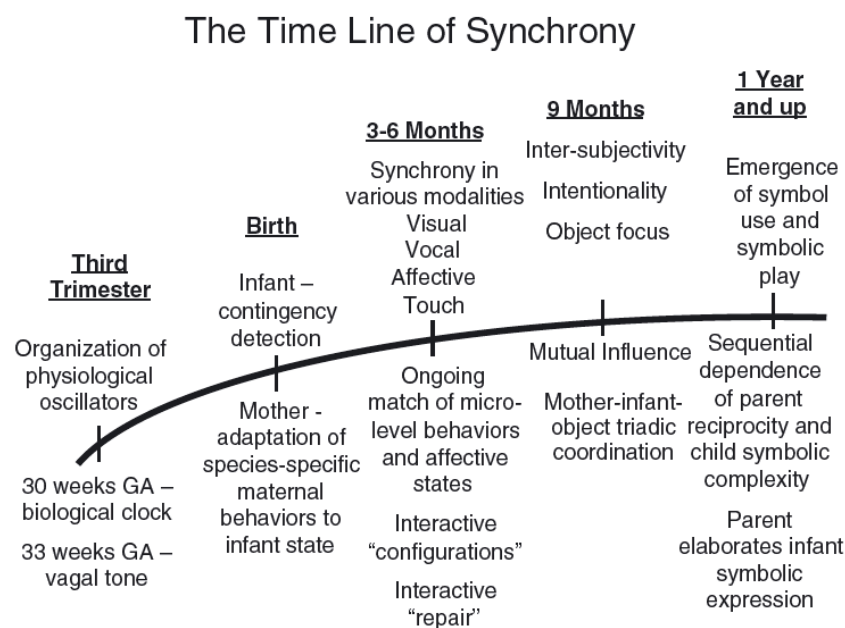 The Time Line of Synchrony
Third
Trimester
Organization of
physiological
oscillators
30 weeks GA –
biological clock
33 weeks GA –
vagal tone
Birth
Infant –
contingency
detection
Mother -
adaptation of
species-specific
maternal
behaviors to
infant state
3-6 Months
Synchrony in
various modalities
Visual
Vocal
Affective
Touch
Ongoing
match of micro-
level behaviors
and affective
states
Interactive
“configurations”
Interactive
“repair”
9 Months
Inter-subjectivity
Intentionality
Object focus
Mutual Influence
Mother-infant-
object triadic
coordination
1 Year
and up
Emergence
of symbol
use and
symbolic
play
Sequential
dependence
of parent
reciprocity and
child symbolic
complexity
Parent
elaborates infant
symbolic
expression